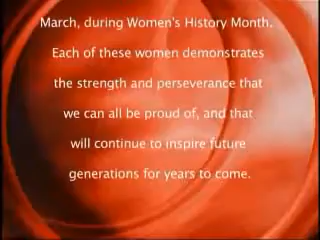 March, during Women's History Month.
Each of these women demonstrates
the strength and perseverance that
we can all be proud of, and that
will continue to inspire future
generations for years to come.